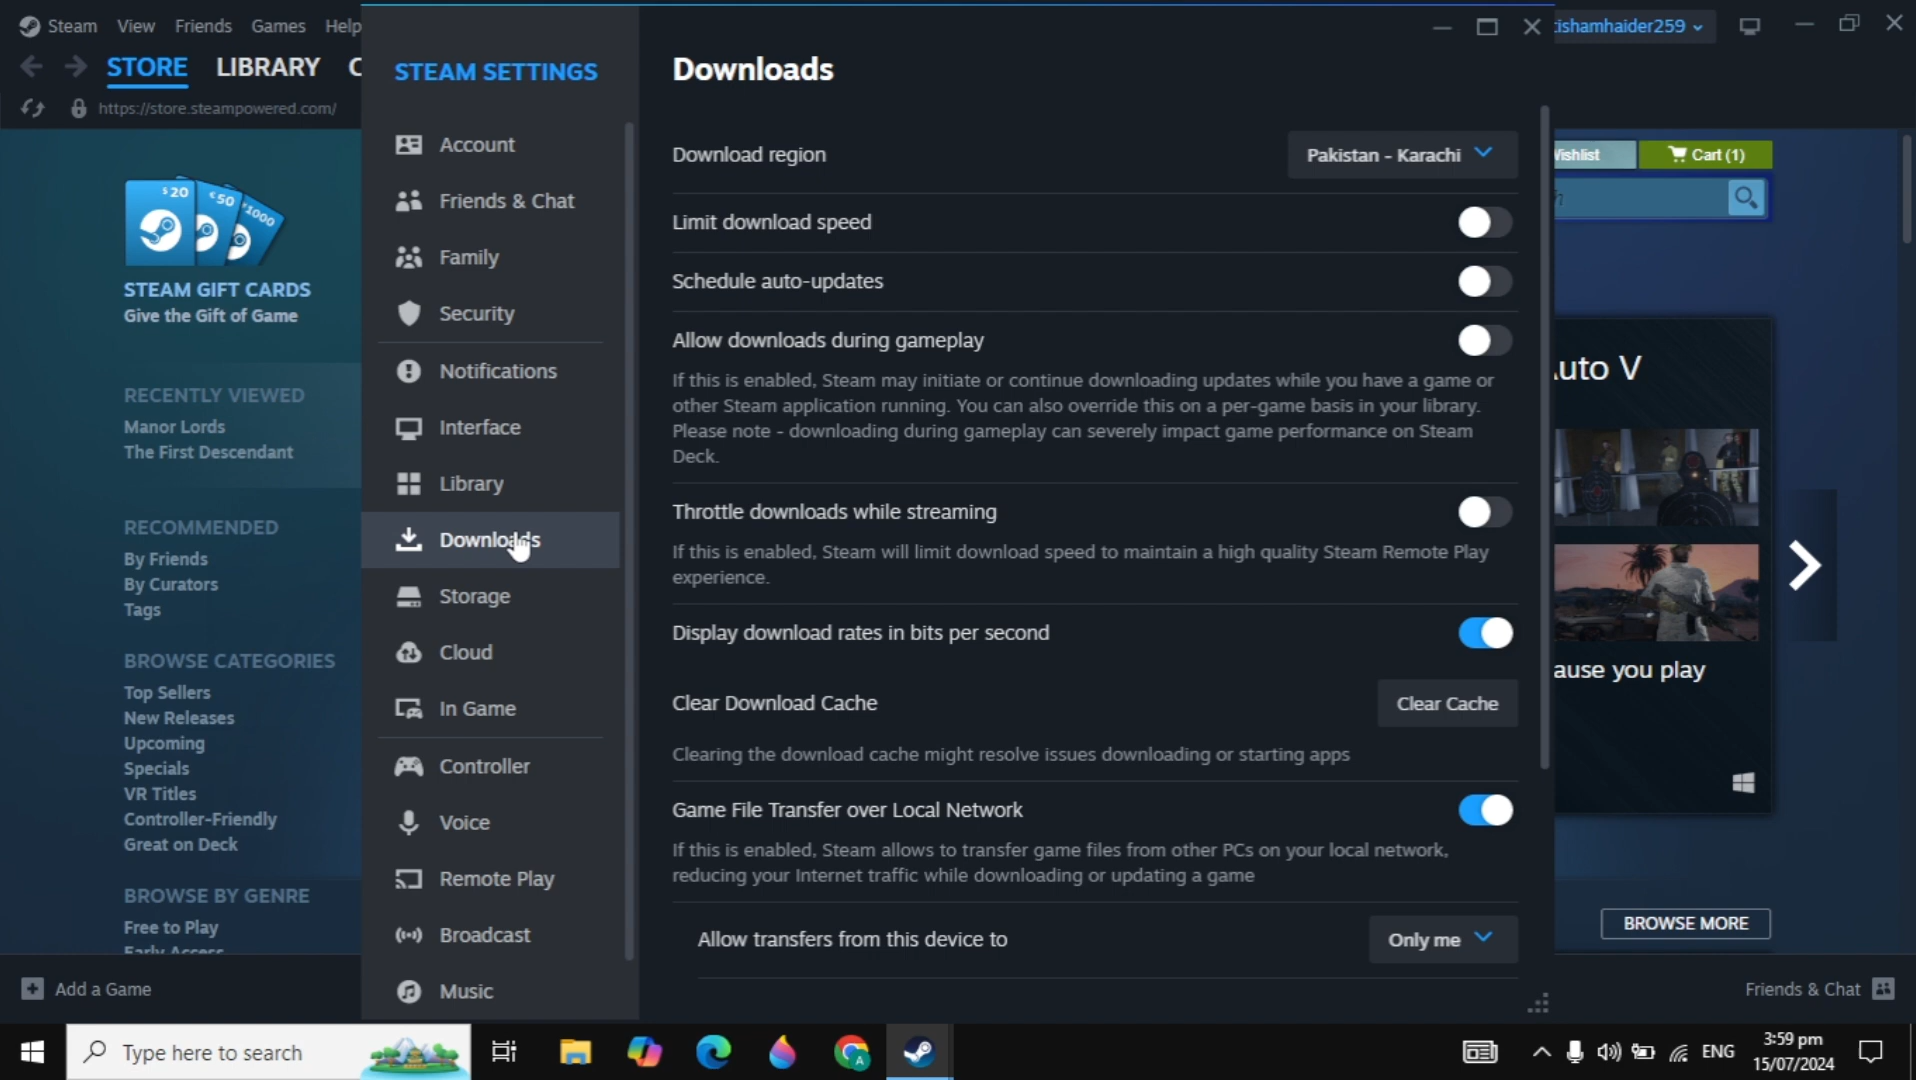 Steam View Friends Games Help
ishamhaider259
STORE LIBRARY C
https://store.steampowered.com/
$20 €50 ¥1000
STEAM GIFT CARDS
Give the Gift of Game
RECENTLY VIEWED
Manor Lords
The First Descendant
RECOMMENDED
By Friends
By Curators
Tags
BROWSE CATEGORIES
Top Sellers
New Releases
Upcoming
Specials
VR Titles
Controller-Friendly
Great on Deck
BROWSE BY GENRE
Free to Play
Early Access
Add a Game
STEAM SETTINGS
Account
Friends & Chat
Family
Security
Notifications
Interface
Library
Downloads
Storage
Cloud
In Game
Controller
Voice
Remote Play
Broadcast
Music
Downloads
Download region
Pakistan - Karachi
Limit download speed
Schedule auto-updates
Allow downloads during gameplay
If this is enabled, Steam may initiate or continue downloading updates while you have a game or
other Steam application running. You can also override this on a per-game basis in your library.
Please note - downloading during gameplay can severely impact game performance on Steam
Deck.
Throttle downloads while streaming
If this is enabled, Steam will limit download speed to maintain a high quality Steam Remote Play
experience.
Display download rates in bits per second
Clear Download Cache
Clear Cache
Clearing the download cache might resolve issues downloading or starting apps
Game File Transfer over Local Network
If this is enabled, Steam allows to transfer game files from other PCs on your local network,
reducing your Internet traffic while downloading or updating a game
Allow transfers from this device to
Only me
Wishlist
Cart (1)
h
uto V
ause you play
BROWSE MORE
Friends & Chat
Type here to search
A
ENG
3:59 pm
15/07/2024